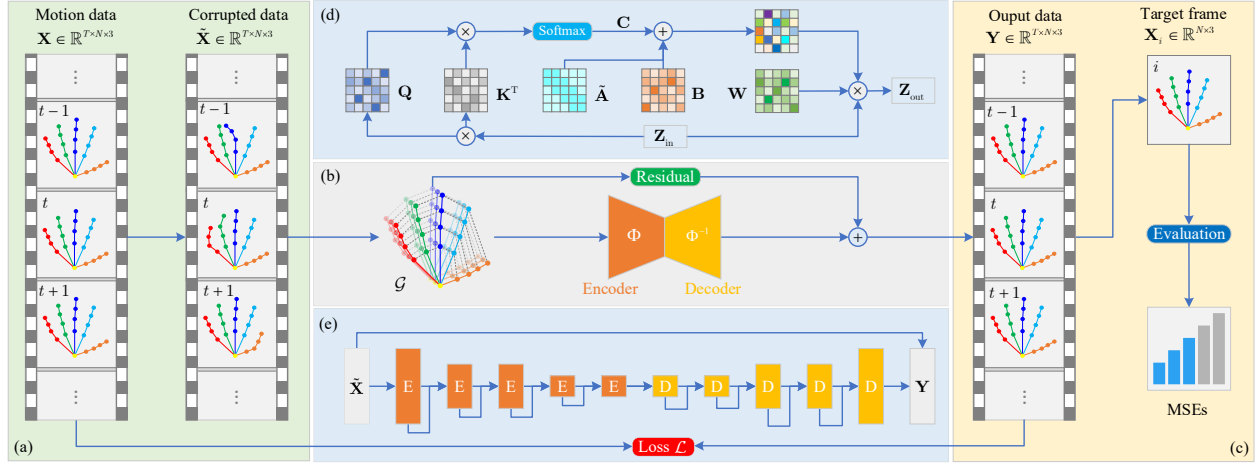 Motion data
𝐗 ∈ ℝ^{T×N×3}
⋮
t − 1
t
t + 1
⋮
(a)
Corrupted data
𝐗̃ ∈ ℝ^{T×N×3}
⋮
t − 1
t
t + 1
⋮
(d)
Softmax
C
Q
K^T
Ã
B
W
Z_in
Z_out
(b)
Residual
𝒢
Φ
Φ^{-1}
Encoder
Decoder
(e)
X̃
E
E
E
E
E
D
D
D
D
D
Y
Loss ℒ
Ouput data
𝐘 ∈ ℝ^{T×N×3}
⋮
t − 1
t
t + 1
⋮
Target frame
𝐗_i ∈ ℝ^{N×3}
i
Evaluation
MSEs
(c)